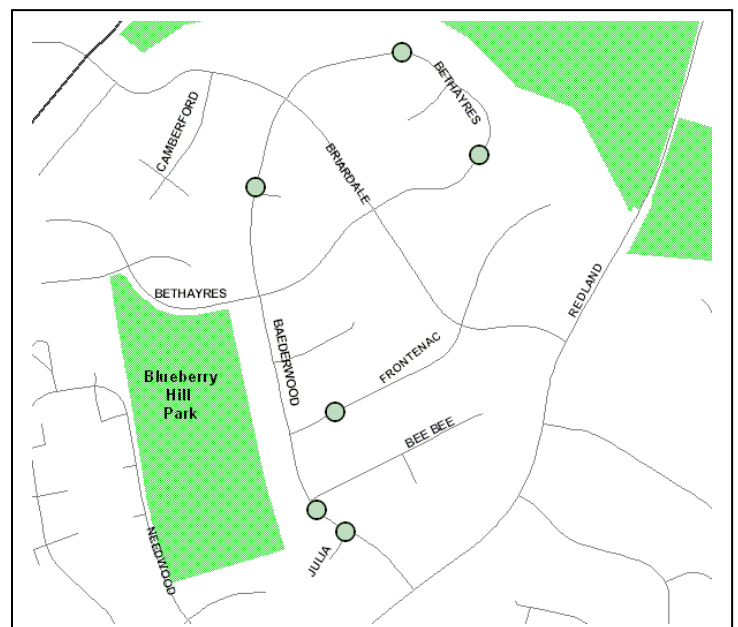 BETHAYRES
CAMBERFORD
BRIARDALE
REDLAND
BETHAYRES
BAEDERWOOD
FRONTENAC
Blueberry
Hill
Park
BEE BEE
NEEDWOOD
JULIA